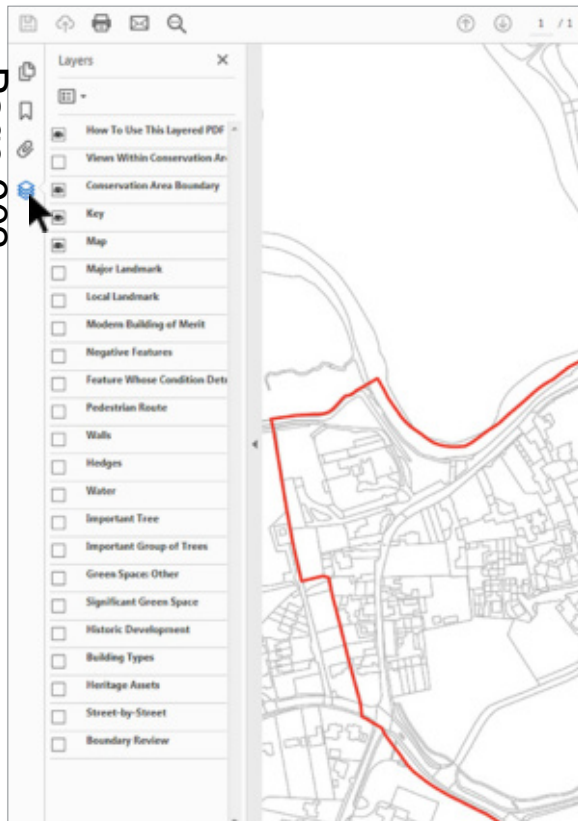 1 / 1
Layers
How To Use This Layered PDF
Views Within Conservation Are
Conservation Area Boundary
Key
Map
Major Landmark
Local Landmark
Modern Building of Merit
Negative Features
Feature Whose Condition Detr
Pedestrian Route
Walls
Hedges
Water
Important Tree
Important Group of Trees
Green Space: Other
Significant Green Space
Historic Development
Building Types
Heritage Assets
Street-by-Street
Boundary Review